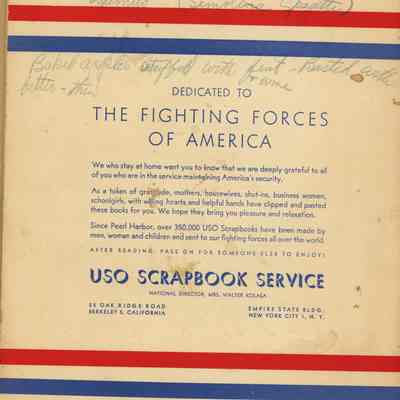 Baked apples stuffed with fruit - Basted with
better - thin
DEDICATED TO
THE FIGHTING FORCES
OF AMERICA
We who stay at home want you to know that we are deeply grateful to all
of you who are in the service maintaining America's security.
As a token of gratitude, mothers, housewives, shut-ins, business women,
schoolgirls, with willing hearts and helpful hands have clipped and pasted
these books for you. We hope they bring you pleasure and relaxation.
Since Pearl Harbor, over 350,000 USO Scrapbooks have been made by
men, women and children and sent to our fighting forces all over the world.
AFTER READING, PASS ON FOR SOMEONE ELSE TO ENJOY!
USO SCRAPBOOK SERVICE
NATIONAL DIRECTOR, MRS. WALTER KOLASA
55 OAK RIDGE ROAD EMPIRE STATE BLDG.
BERKELEY 5, CALIFORNIA NEW YORK CITY 1, N. Y.